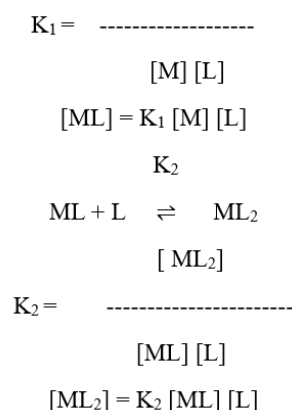 K₁ = -------------------
[M] [L]
[ML] = K₁ [M] [L]
K₂
ML + L ⇌ ML₂
[ ML₂]
K₂ = -----------------------
[ML] [L]
[ML₂] = K₂ [ML] [L]